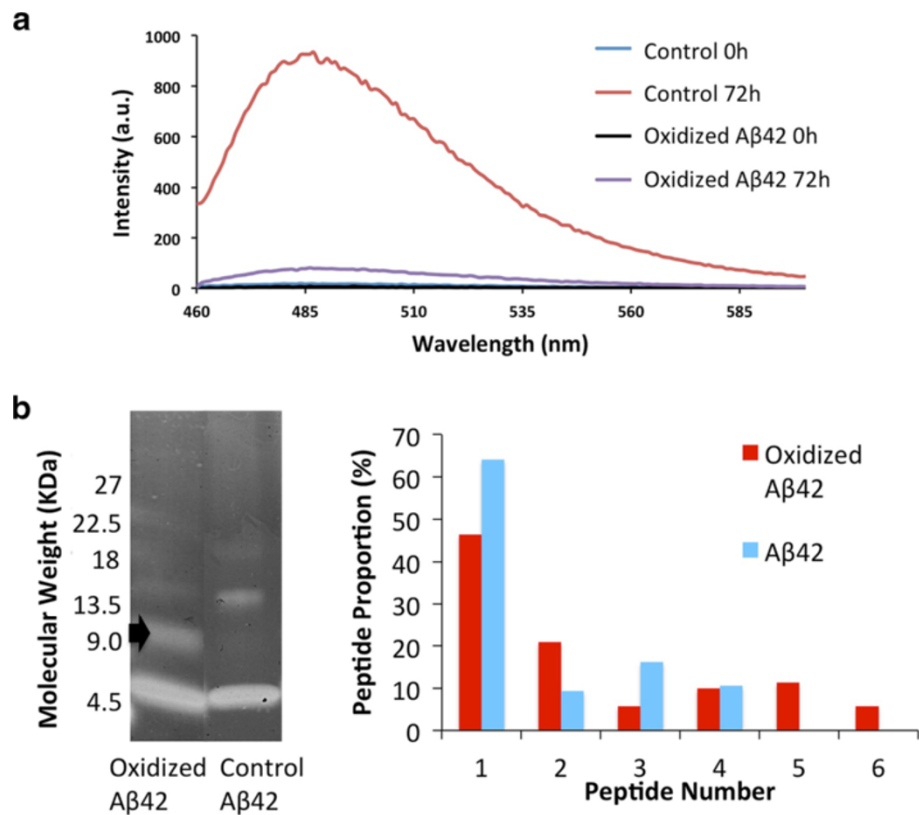 a
1000
800
600
400
200
0
Intensity (a.u.)
460 485 510 535 560 585
Wavelength (nm)
Control 0h
Control 72h
Oxidized Aβ42 0h
Oxidized Aβ42 72h
b
Molecular Weight (KDa)
27
22.5
18
13.5
9.0
4.5
Oxidized Control
Aβ42 Aβ42
Peptide Proportion (%)
70
60
50
40
30
20
10
0
1 2 3 4 5 6
Peptide Number
Oxidized
Aβ42
Aβ42